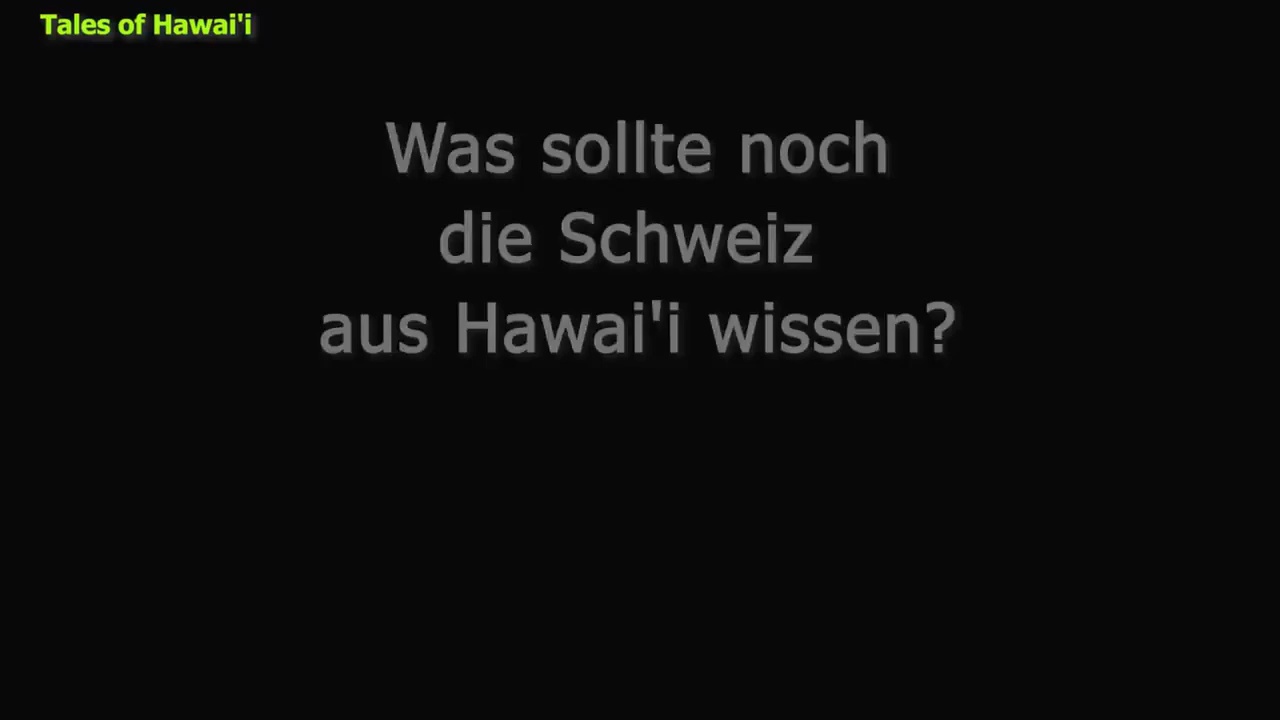 Tales of Hawai'i
Was sollte noch
die Schweiz
aus Hawai'i wissen?